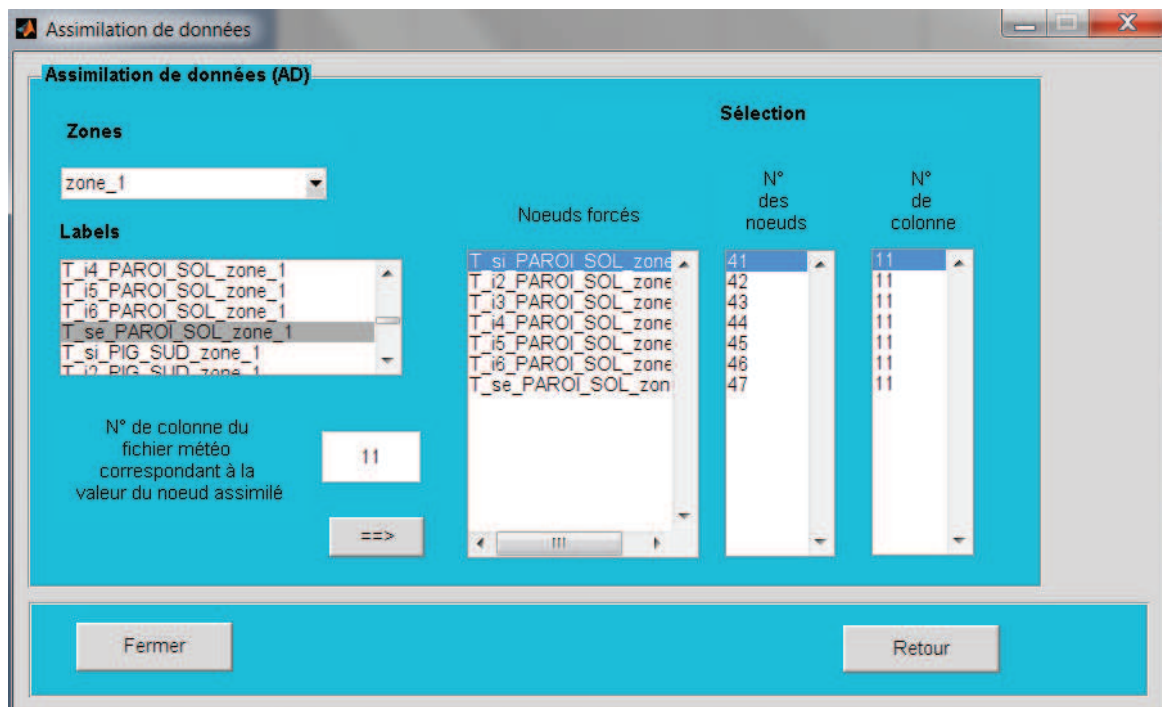 Assimilation de données
Assimilation de données (AD)
Zones
zone_1
Labels
T_i4_PAROI_SOL_zone_1
T_i5_PAROI_SOL_zone_1
T_i6_PAROI_SOL_zone_1
T_se_PAROI_SOL_zone_1
T_si_PIG_SUD_zone_1
T_i2_PIG_SUD_zone_1
N° de colonne du
fichier météo
correspondant à la
valeur du noeud assimilé
11
==>
Sélection
Noeuds forcés
T_si_PAROI_SOL_zone
T_i2_PAROI_SOL_zone
T_i3_PAROI_SOL_zone
T_i4_PAROI_SOL_zone
T_i5_PAROI_SOL_zone
T_i6_PAROI_SOL_zone
T_se_PAROI_SOL_zon
N°
des
noeuds
41
42
43
44
45
46
47
N°
de
colonne
11
11
11
11
11
11
11
Fermer
Retour